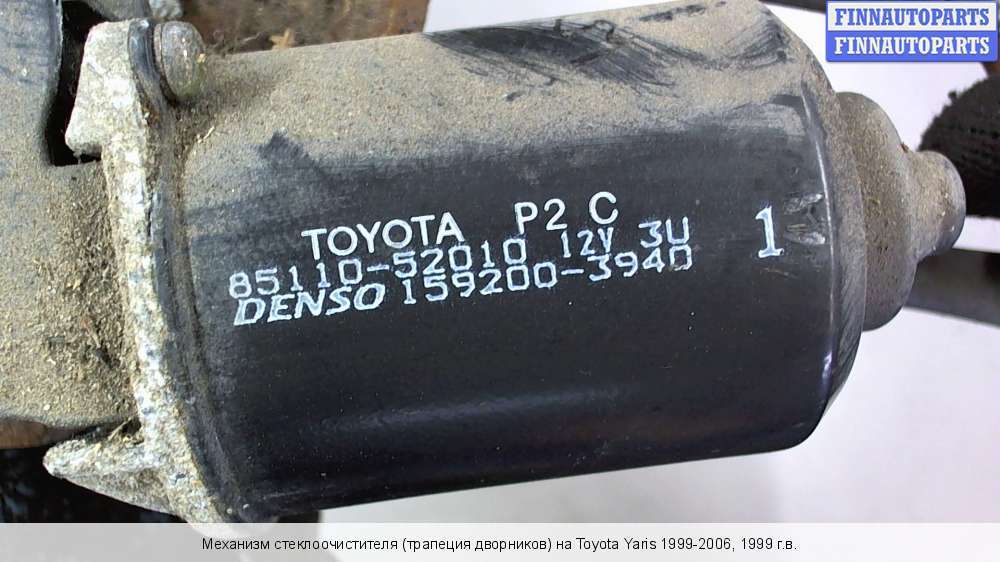 FINNAUTOPARTS
FINNAUTOPARTS
TOYOTA P2 C
85110-52010 12V 3U 1
DENSO 159200-3940
Механизм стеклоочистителя (трапеция дворников) на Toyota Yaris 1999-2006, 1999 г.в.